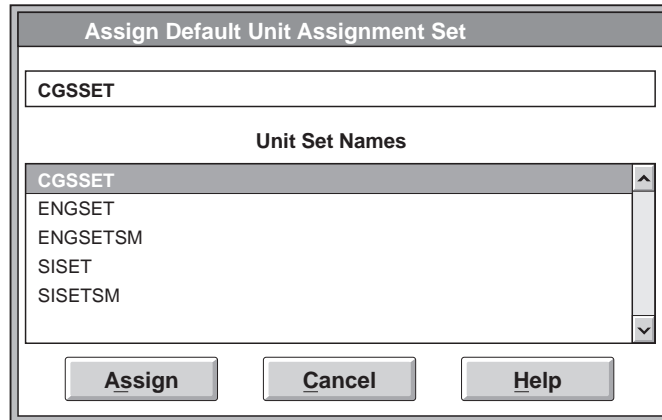 Assign Default Unit Assignment Set
CGSSET
Unit Set Names
CGSSET
ENGSET
ENGSETSM
SISET
SISETSM
Assign Cancel Help